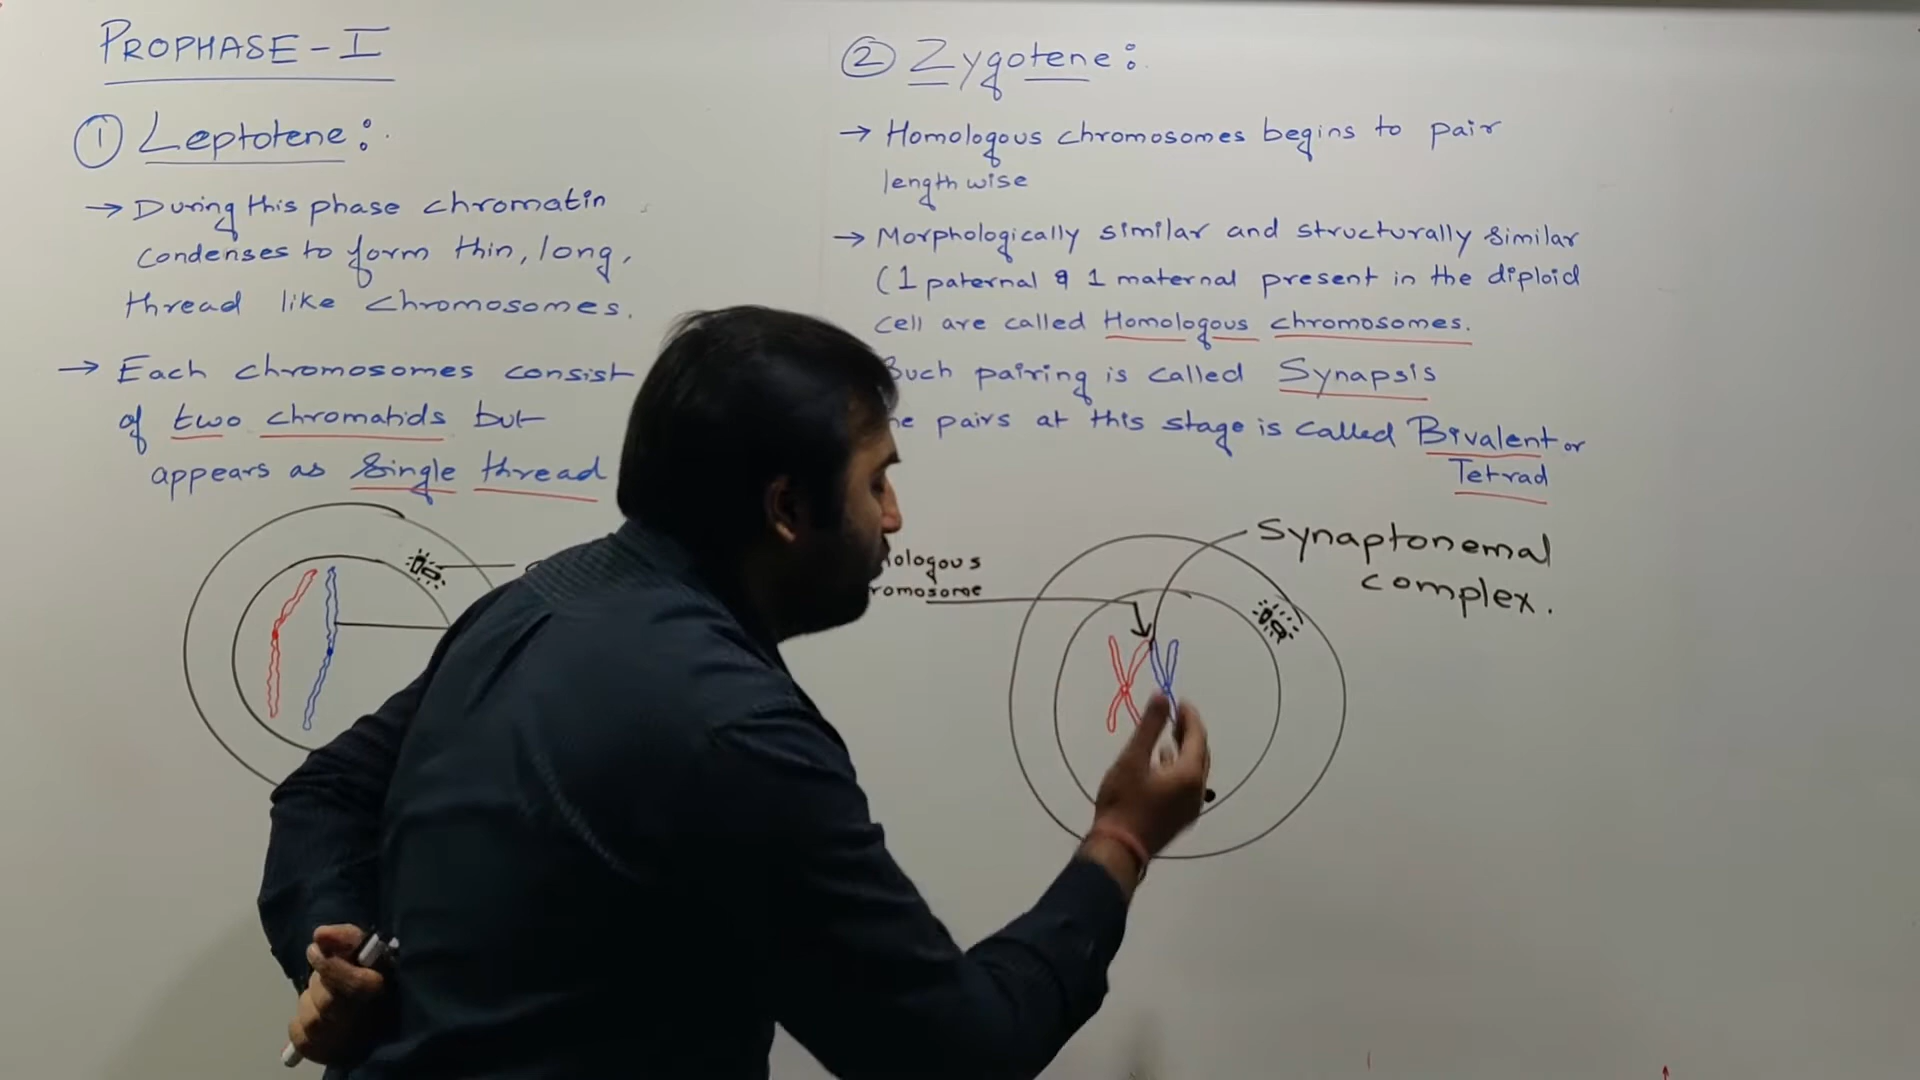 PROPHASE - I
① Leptotene:
→ During this phase chromatin
condenses to form thin, long,
thread like chromosomes.
→ Each chromosomes consist
of two chromatids but
appears as single thread
② Zygotene:
→ Homologous chromosomes begins to pair
length wise
→ Morphologically similar and structurally similar
(1 paternal & 1 maternal present in the diploid
cell are called Homologous chromosomes.
Such pairing is called Synapsis
pairs at this stage is called Bivalent or
Tetrad
Synaptonemal
complex.